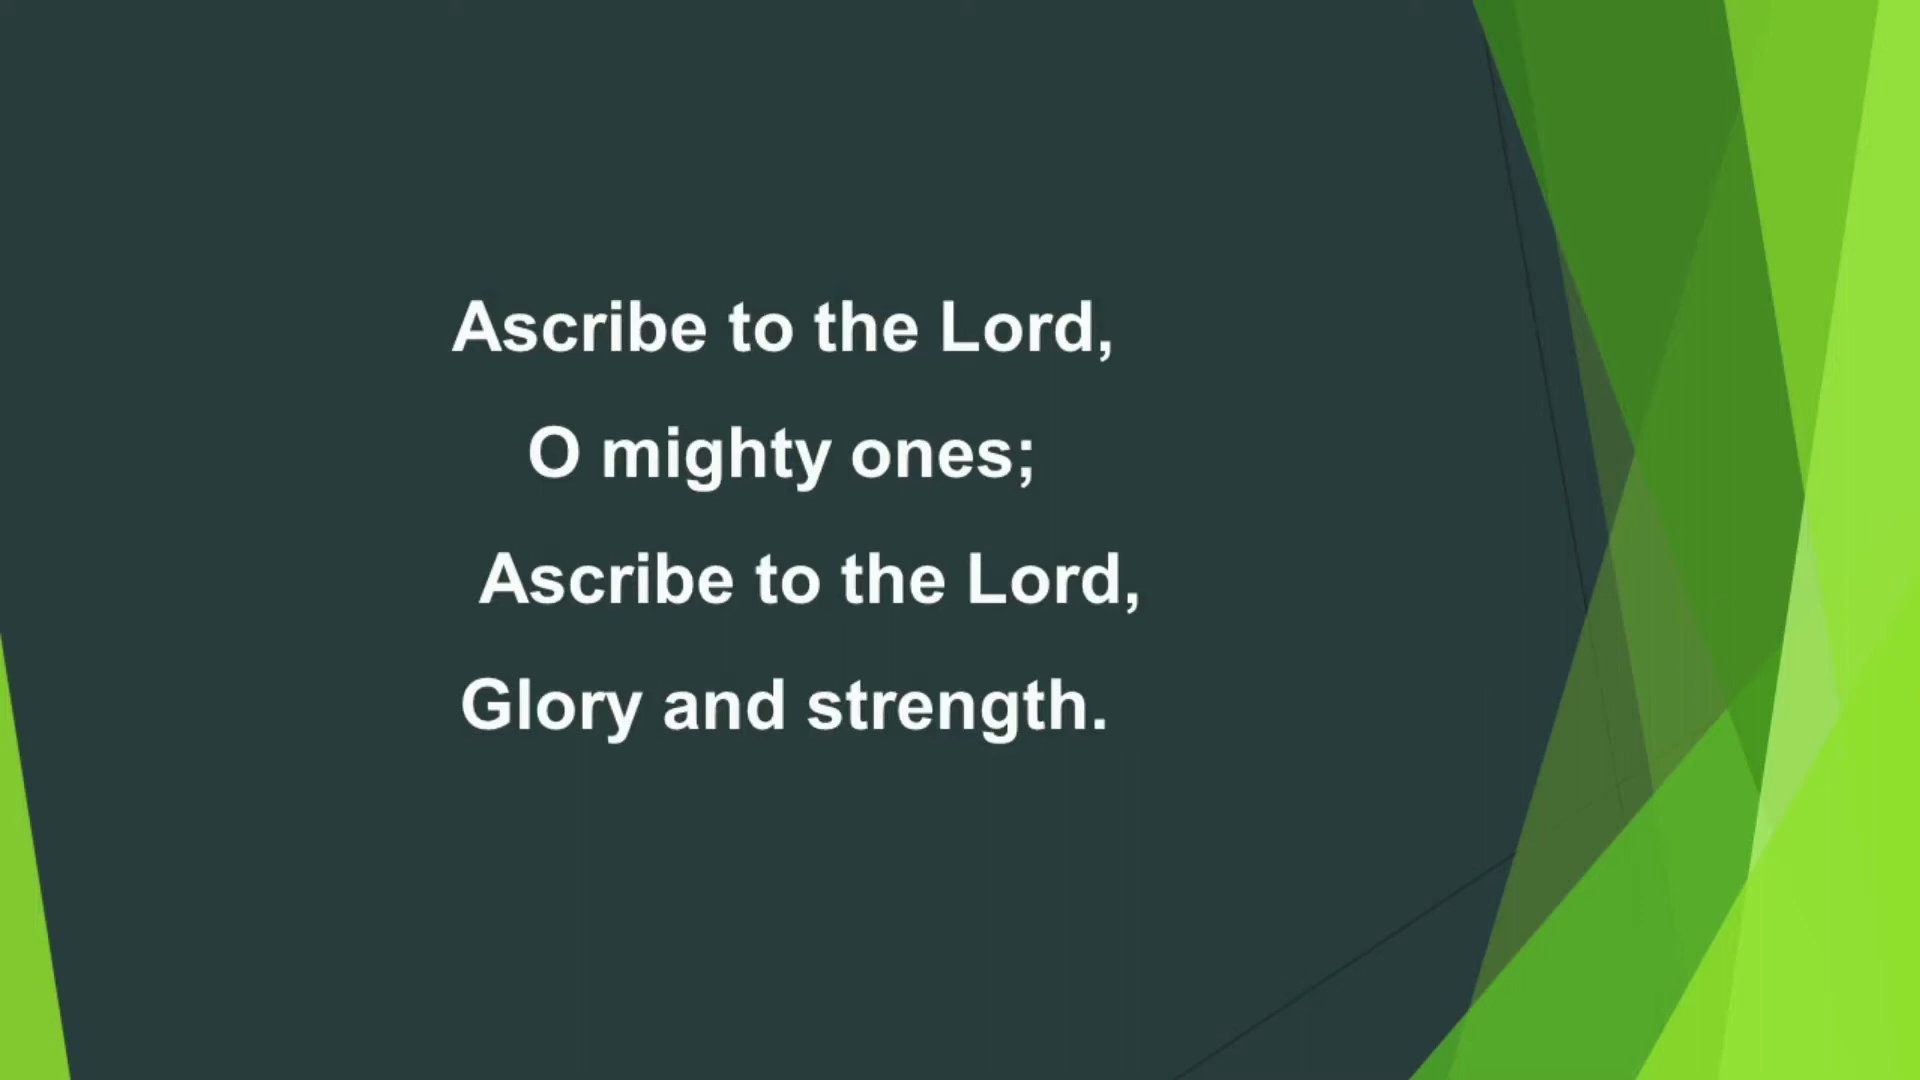 Ascribe to the Lord,
O mighty ones;
Ascribe to the Lord,
Glory and strength.